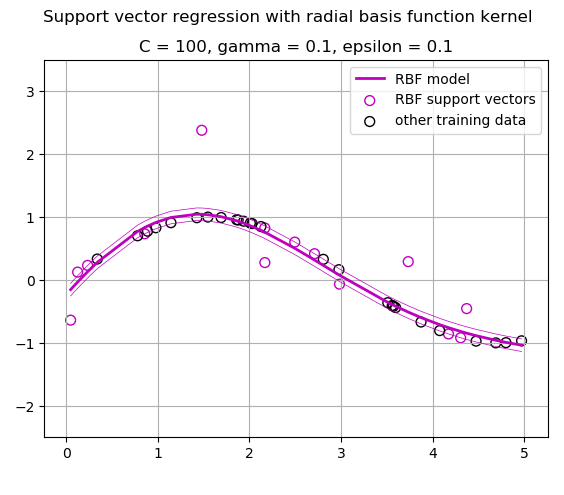 Support vector regression with radial basis function kernel
C = 100, gamma = 0.1, epsilon = 0.1
RBF model
RBF support vectors
other training data
3
2
1
0
−1
−2
0 1 2 3 4 5